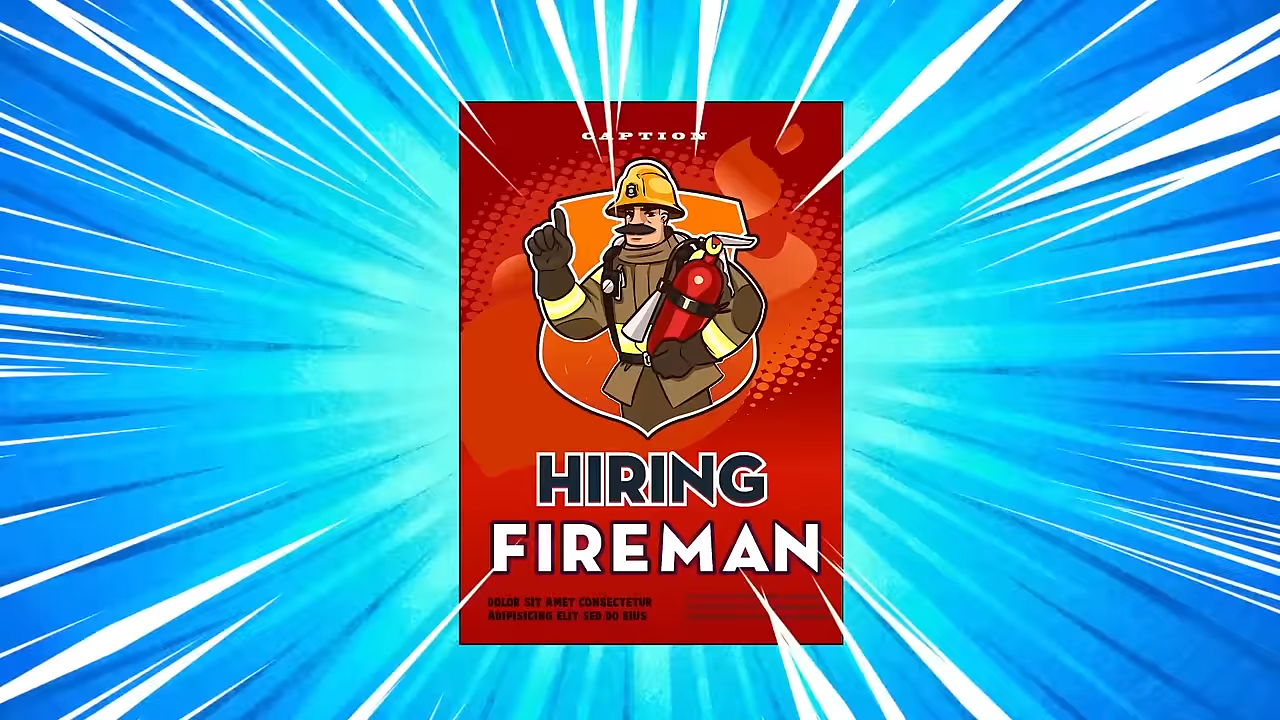 CAPTION
HIRING
FIREMAN
DOLOR SIT AMET CONSECTETUR
ADIPISICING ELIT SED DO EIUS